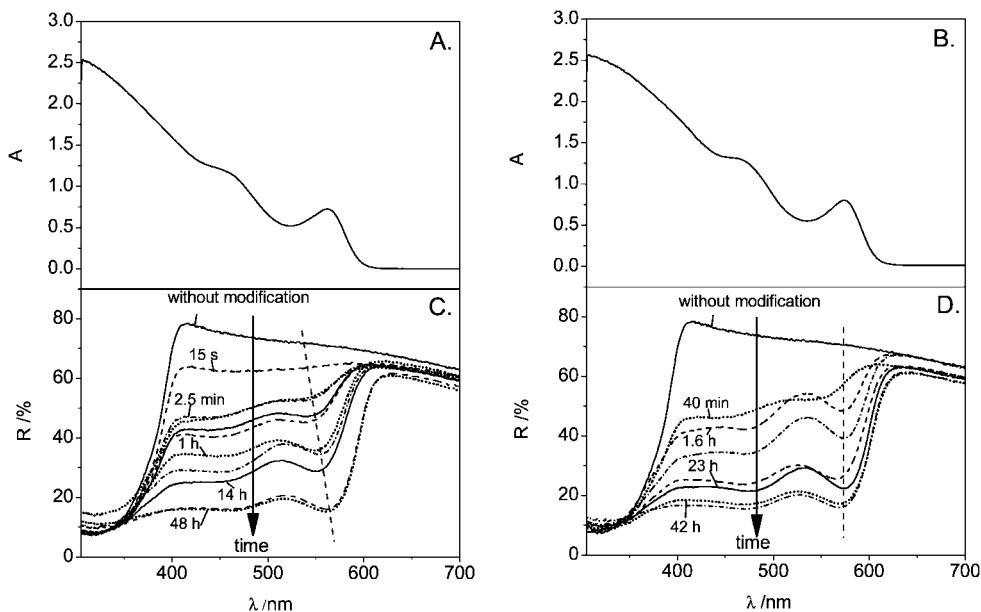 A.
3.0
2.5
2.0
1.5
1.0
0.5
0.0
A
B.
3.0
2.5
2.0
1.5
1.0
0.5
0.0
A
C.
without modification
80
60
40
20
0
R /%
15 s
2.5 min
1 h
14 h
48 h
time
400
500
600
700
λ /nm
D.
without modification
80
60
40
20
0
R /%
40 min
1.6 h
23 h
42 h
time
400
500
600
700
λ /nm